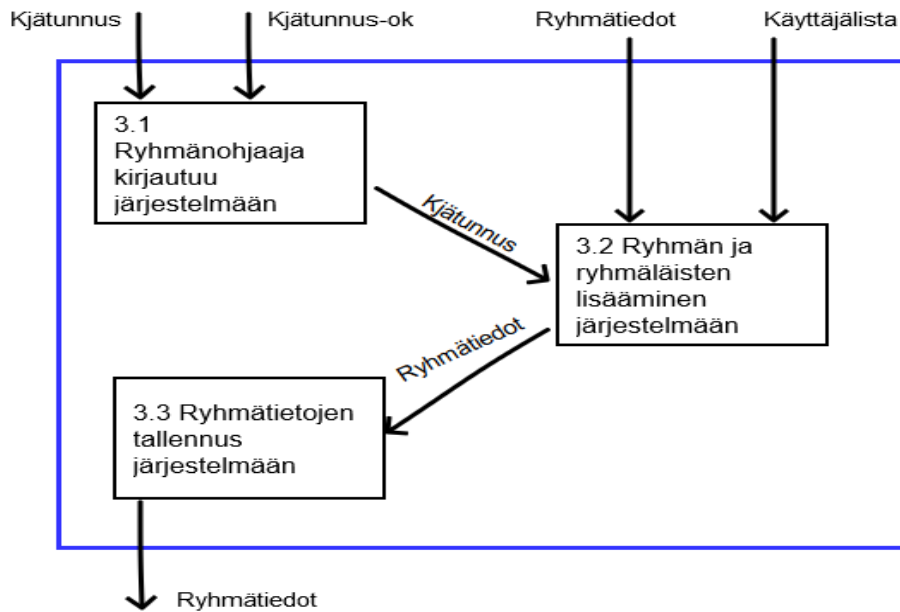 Kjätunnus
Kjätunnus-ok
Ryhmätiedot
Käyttäjälista
3.1
Ryhmänohjaaja
kirjautuu
järjestelmään
Kjätunnus
3.2 Ryhmän ja
ryhmäläisten
lisääminen
järjestelmään
Ryhmätiedot
3.3 Ryhmätietojen
tallennus
järjestelmään
Ryhmätiedot